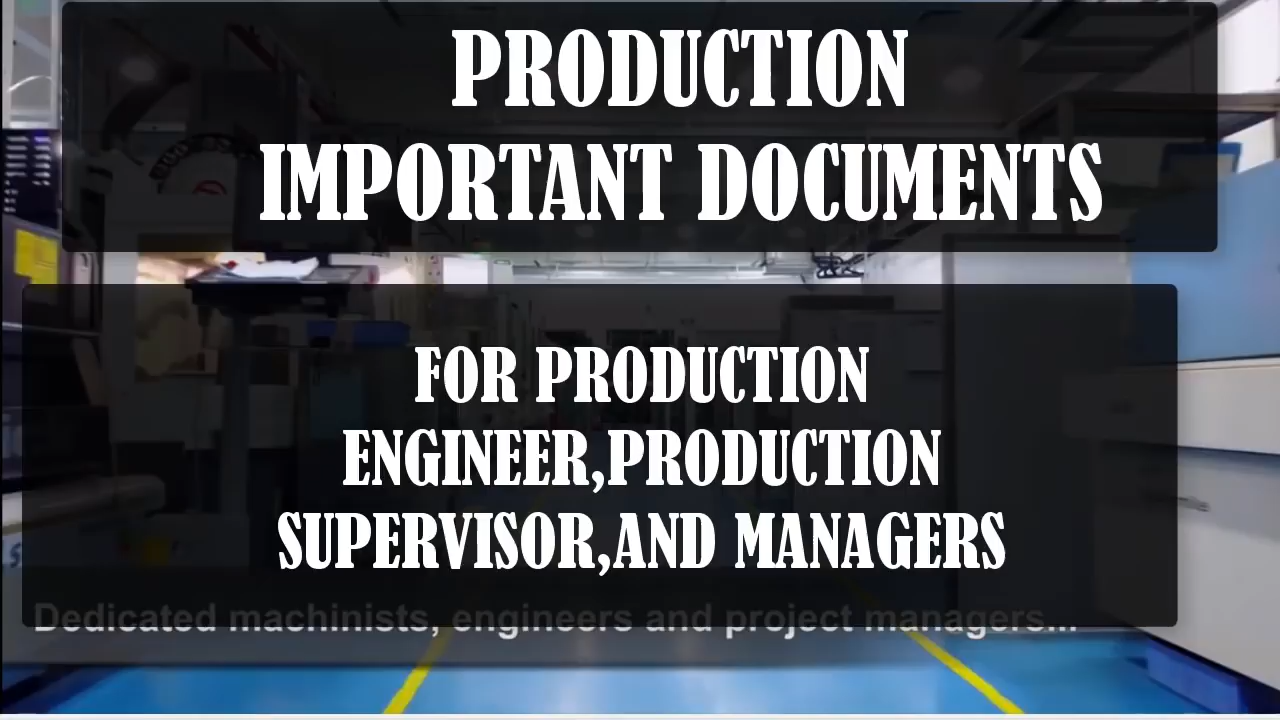 PRODUCTION
IMPORTANT DOCUMENTS
FOR PRODUCTION
ENGINEER,PRODUCTION
SUPERVISOR,AND MANAGERS
Dedicated machinists, engineers and project managers...